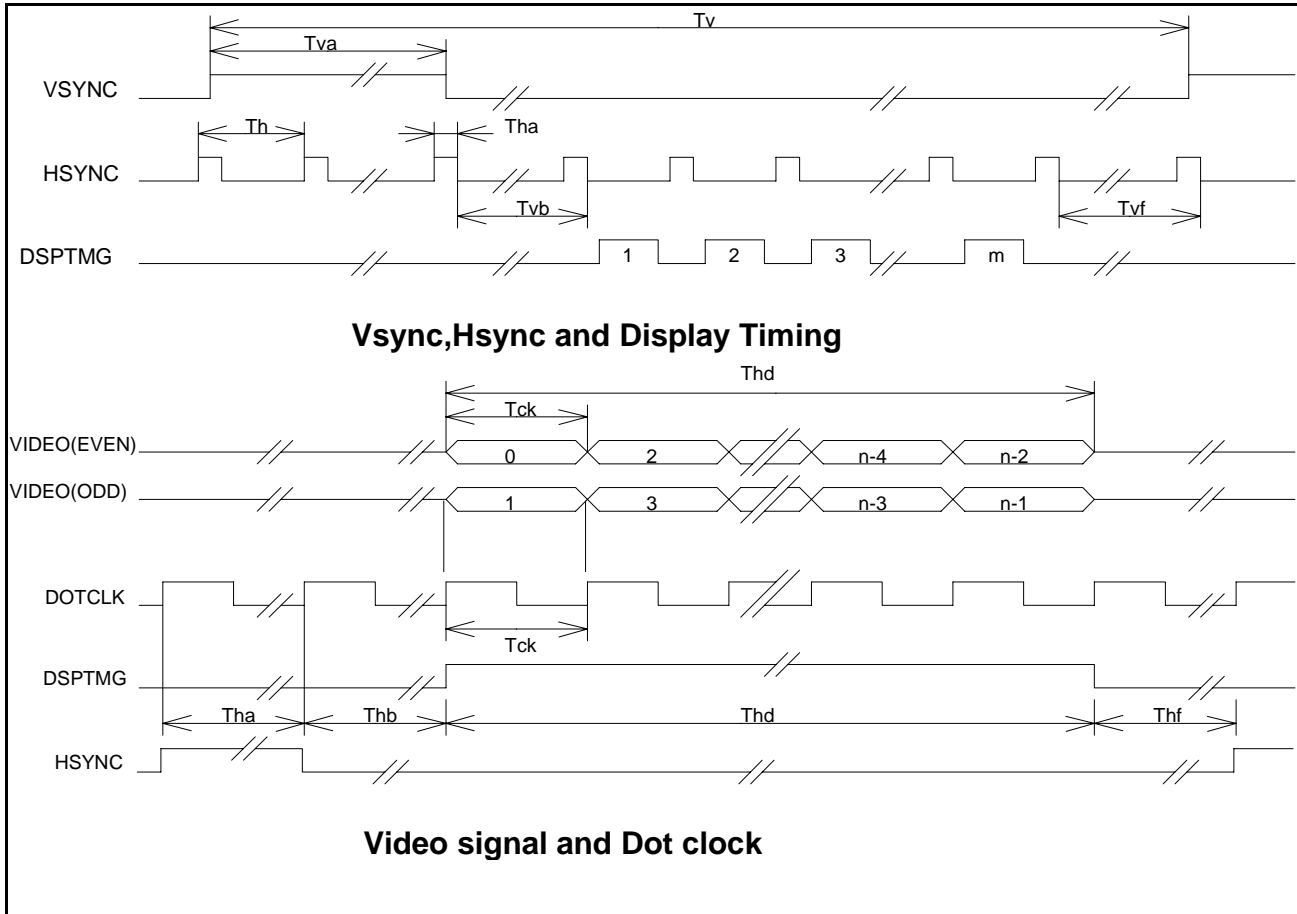 Tv
Tva
VSYNC
Th
Tha
HSYNC
Tvb
Tvf
DSPTMG
1 2 3 m
Vsync,Hsync and Display Timing
Thd
Tck
VIDEO(EVEN)
0 2 n-4 n-2
VIDEO(ODD)
1 3 n-3 n-1
DOTCLK
Tck
DSPTMG
Tha Thb Thd Thf
HSYNC
Video signal and Dot clock